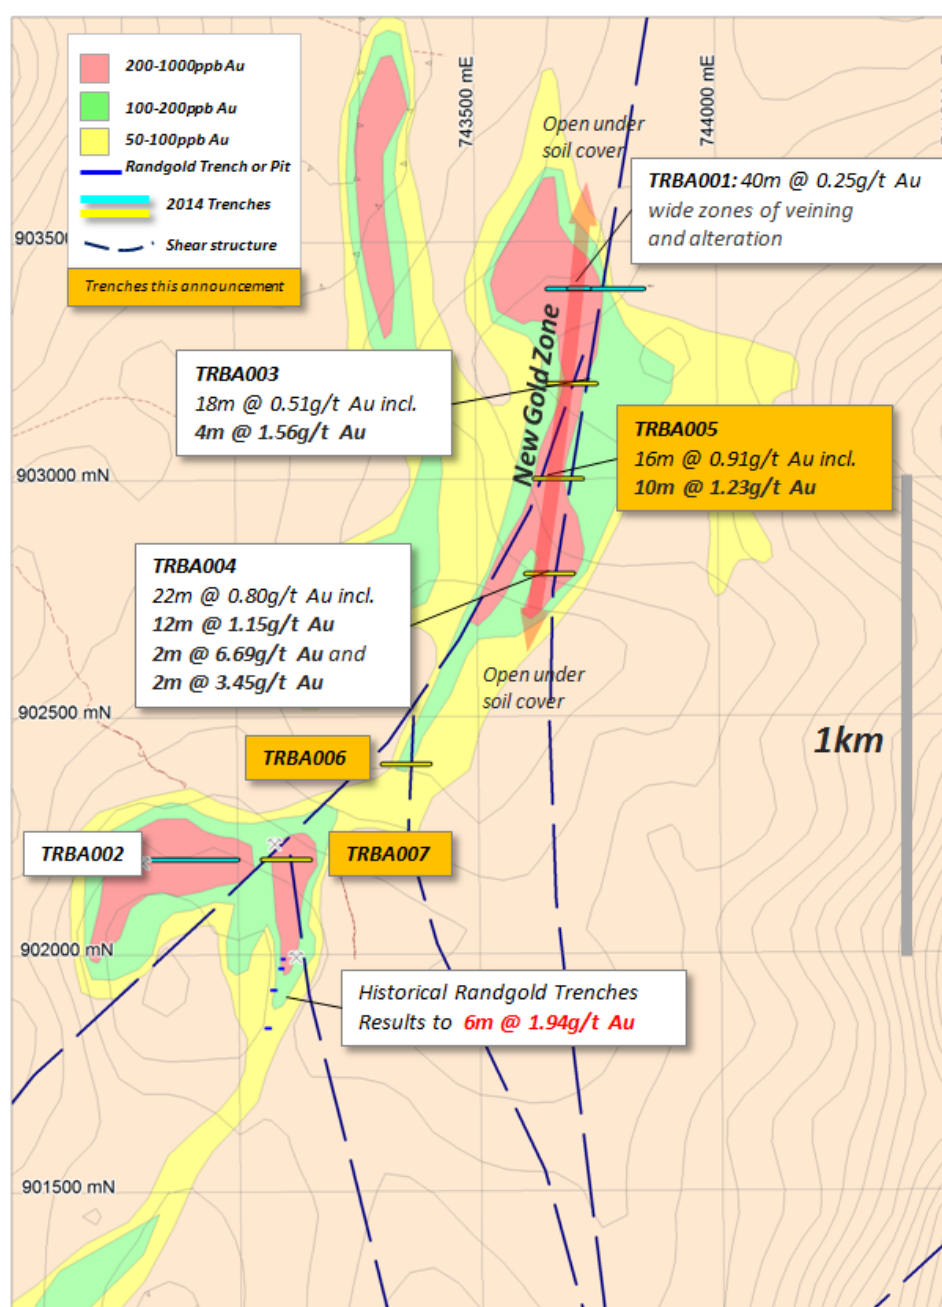 200-1000ppb Au
100-200ppb Au
50-100ppb Au
Randgold Trench or Pit
2014 Trenches
Shear structure
Trenches this announcement
743500 mE
744000 mE
Open under
soil cover
TRBA001: 40m @ 0.25g/t Au
wide zones of veining
and alteration
New Gold Zone
TRBA003
18m @ 0.51g/t Au incl.
4m @ 1.56g/t Au
TRBA005
16m @ 0.91g/t Au incl.
10m @ 1.23g/t Au
903000 mN
TRBA004
22m @ 0.80g/t Au incl.
12m @ 1.15g/t Au
2m @ 6.69g/t Au and
2m @ 3.45g/t Au
Open under
soil cover
902500 mN
1km
TRBA006
TRBA002
TRBA007
902000 mN
Historical Randgold Trenches
Results to 6m @ 1.94g/t Au
901500 mN